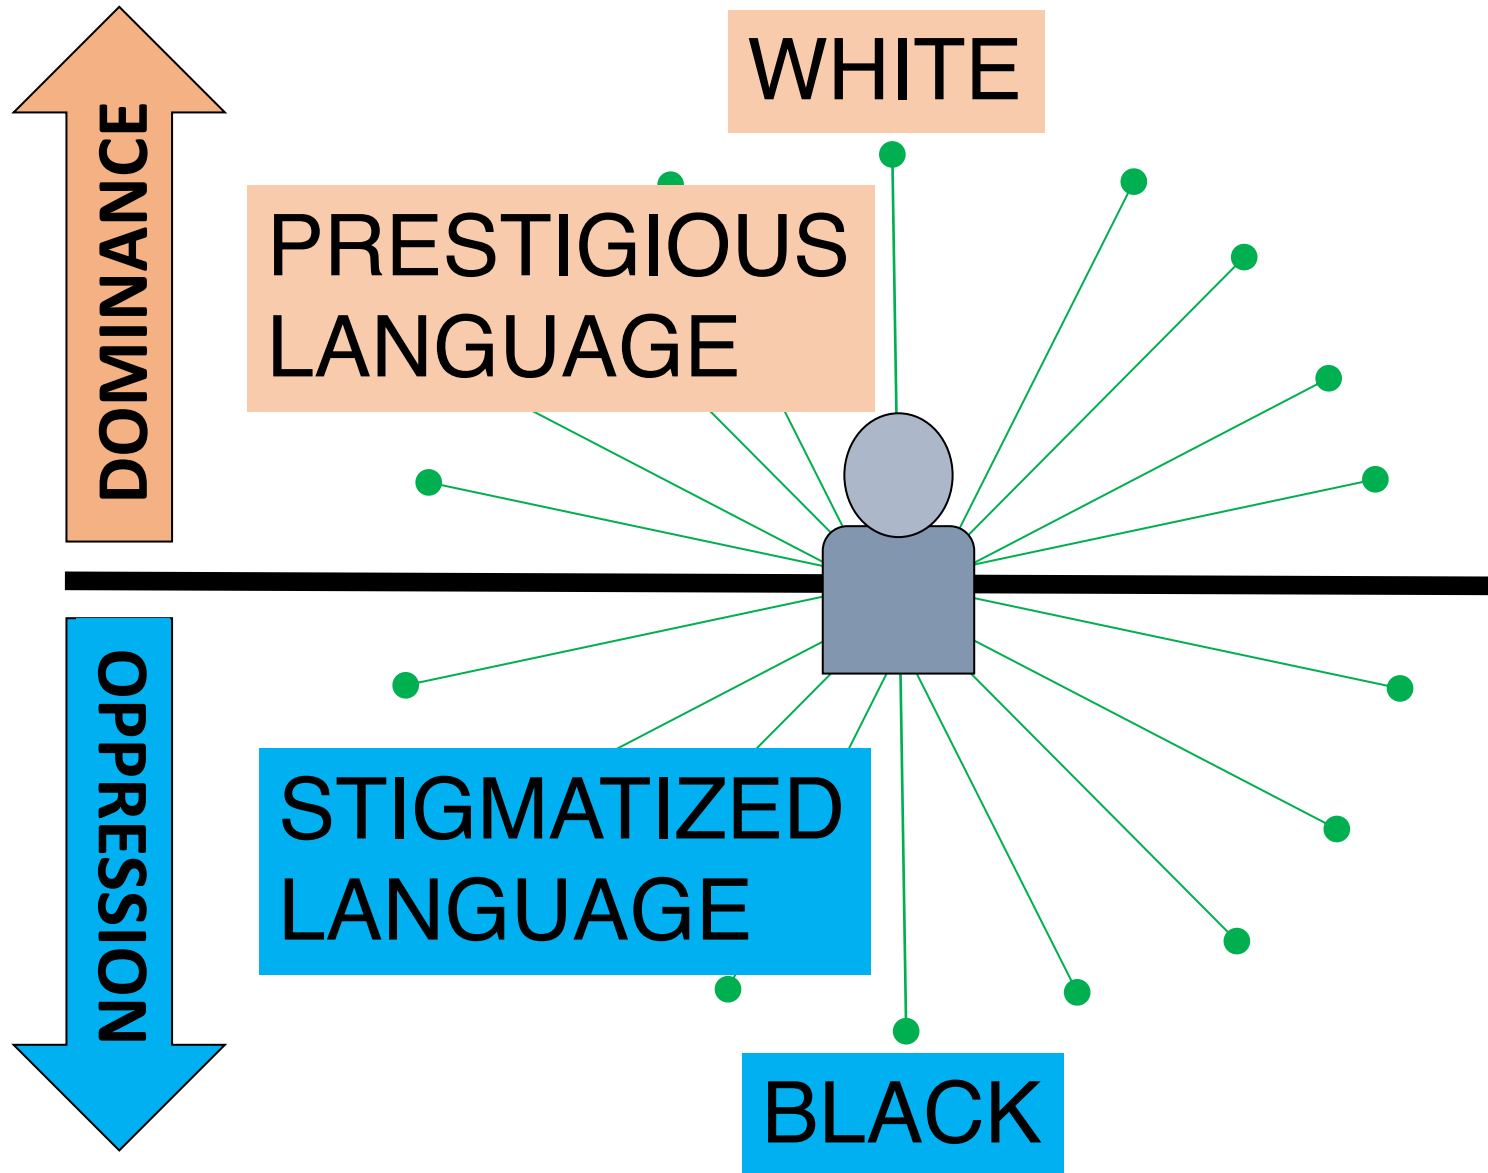 WHITE
DOMINANCE
PRESTIGIOUS
LANGUAGE
OPPRESSION
STIGMATIZED
LANGUAGE
BLACK